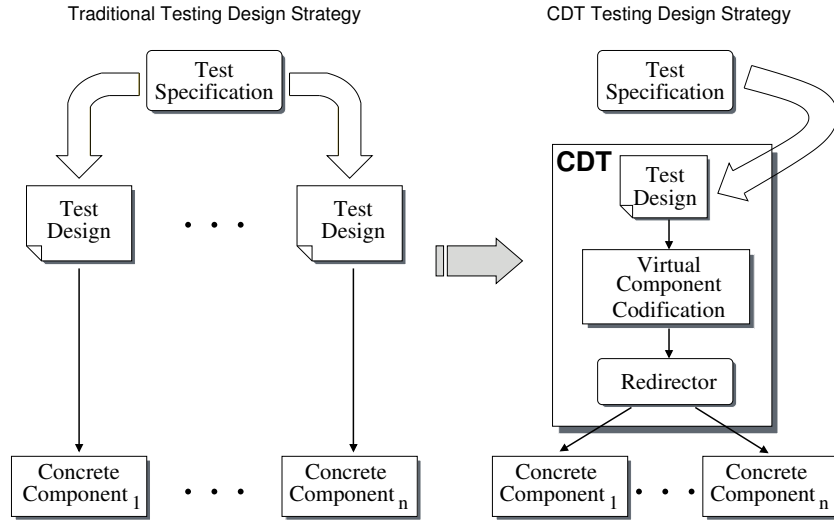 Traditional Testing Design Strategy
Test
Specification
Test
Design
. . .
Test
Design
Concrete
Component 1
. . .
Concrete
Component n
CDT Testing Design Strategy
Test
Specification
CDT
Test
Design
Virtual
Component
Codification
Redirector
Concrete
Component 1
. . .
Concrete
Component n